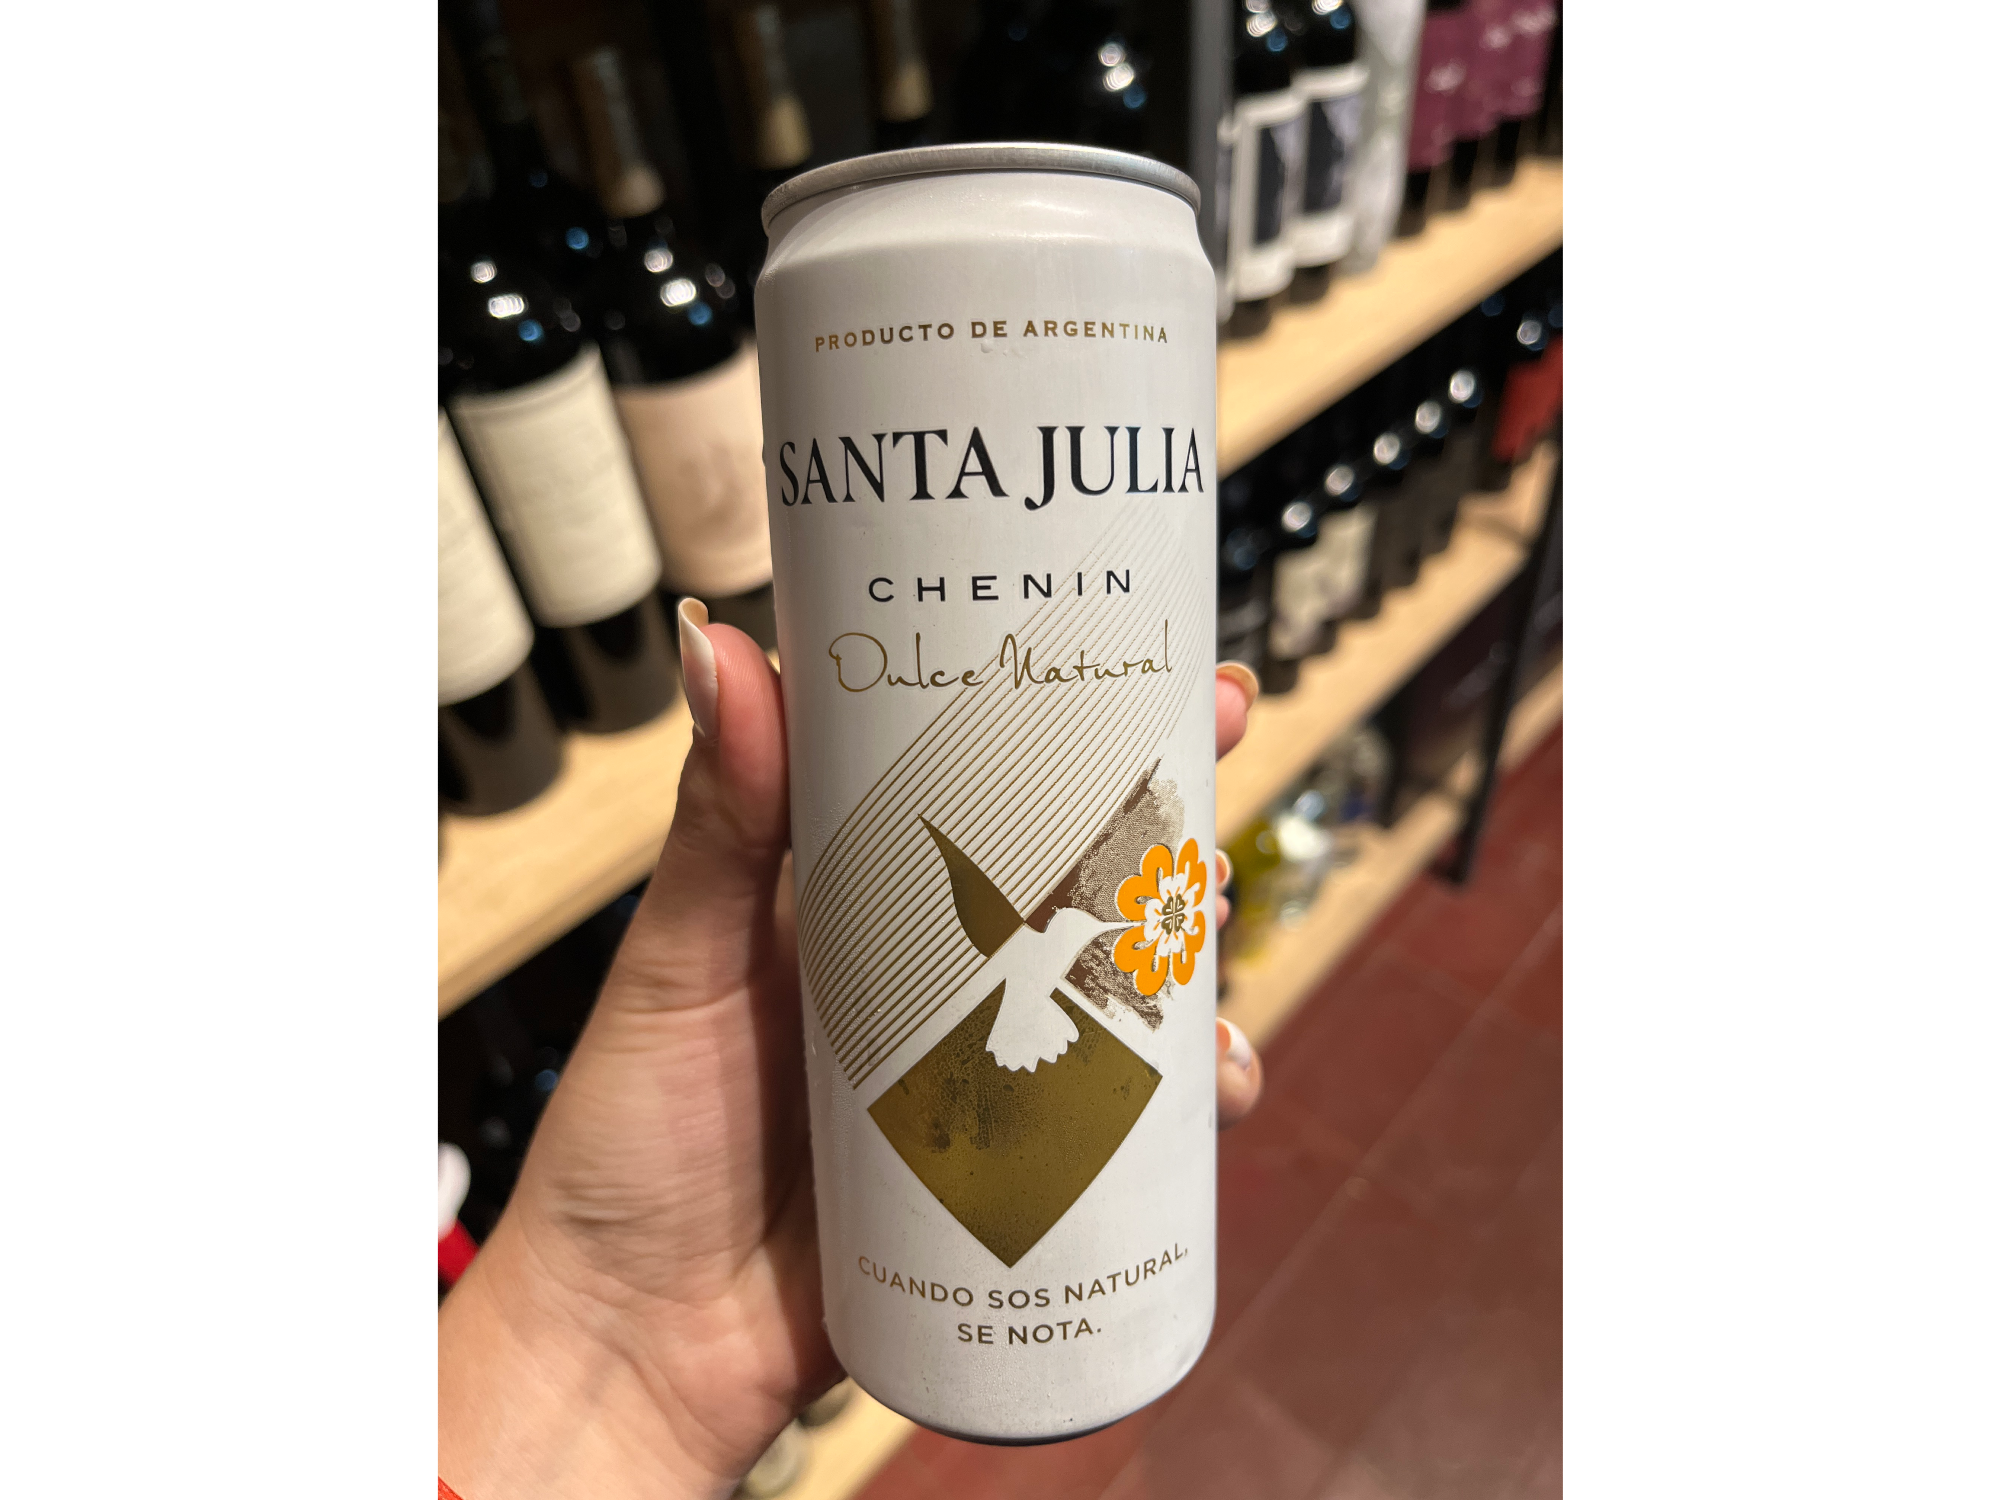 PRODUCTO DE ARGENTINA
SANTA JULIA
CHENIN
Dulce Natural
CUANDO SOS NATURAL,
SE NOTA.